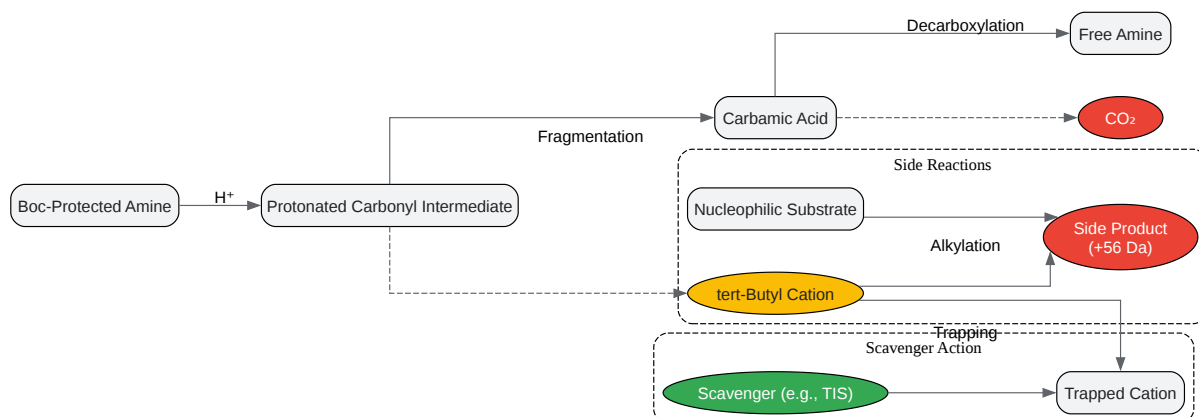 Decarboxylation
Free Amine
Carbamic Acid
CO₂
Fragmentation
Side Reactions
Boc-Protected Amine
H⁺
Protonated Carbonyl Intermediate
Nucleophilic Substrate
Side Product
(+56 Da)
Alkylation
tert-Butyl Cation
Trapping
Scavenger Action
Scavenger (e.g., TIS)
Trapped Cation